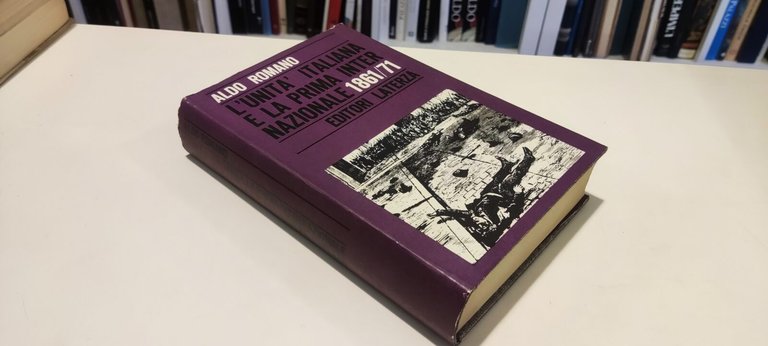 ALDO ROMANO
L'UNITA' ITALIANA
E LA PRIMA INTER
NAZIONALE 1861/71
EDITORI LATERZA